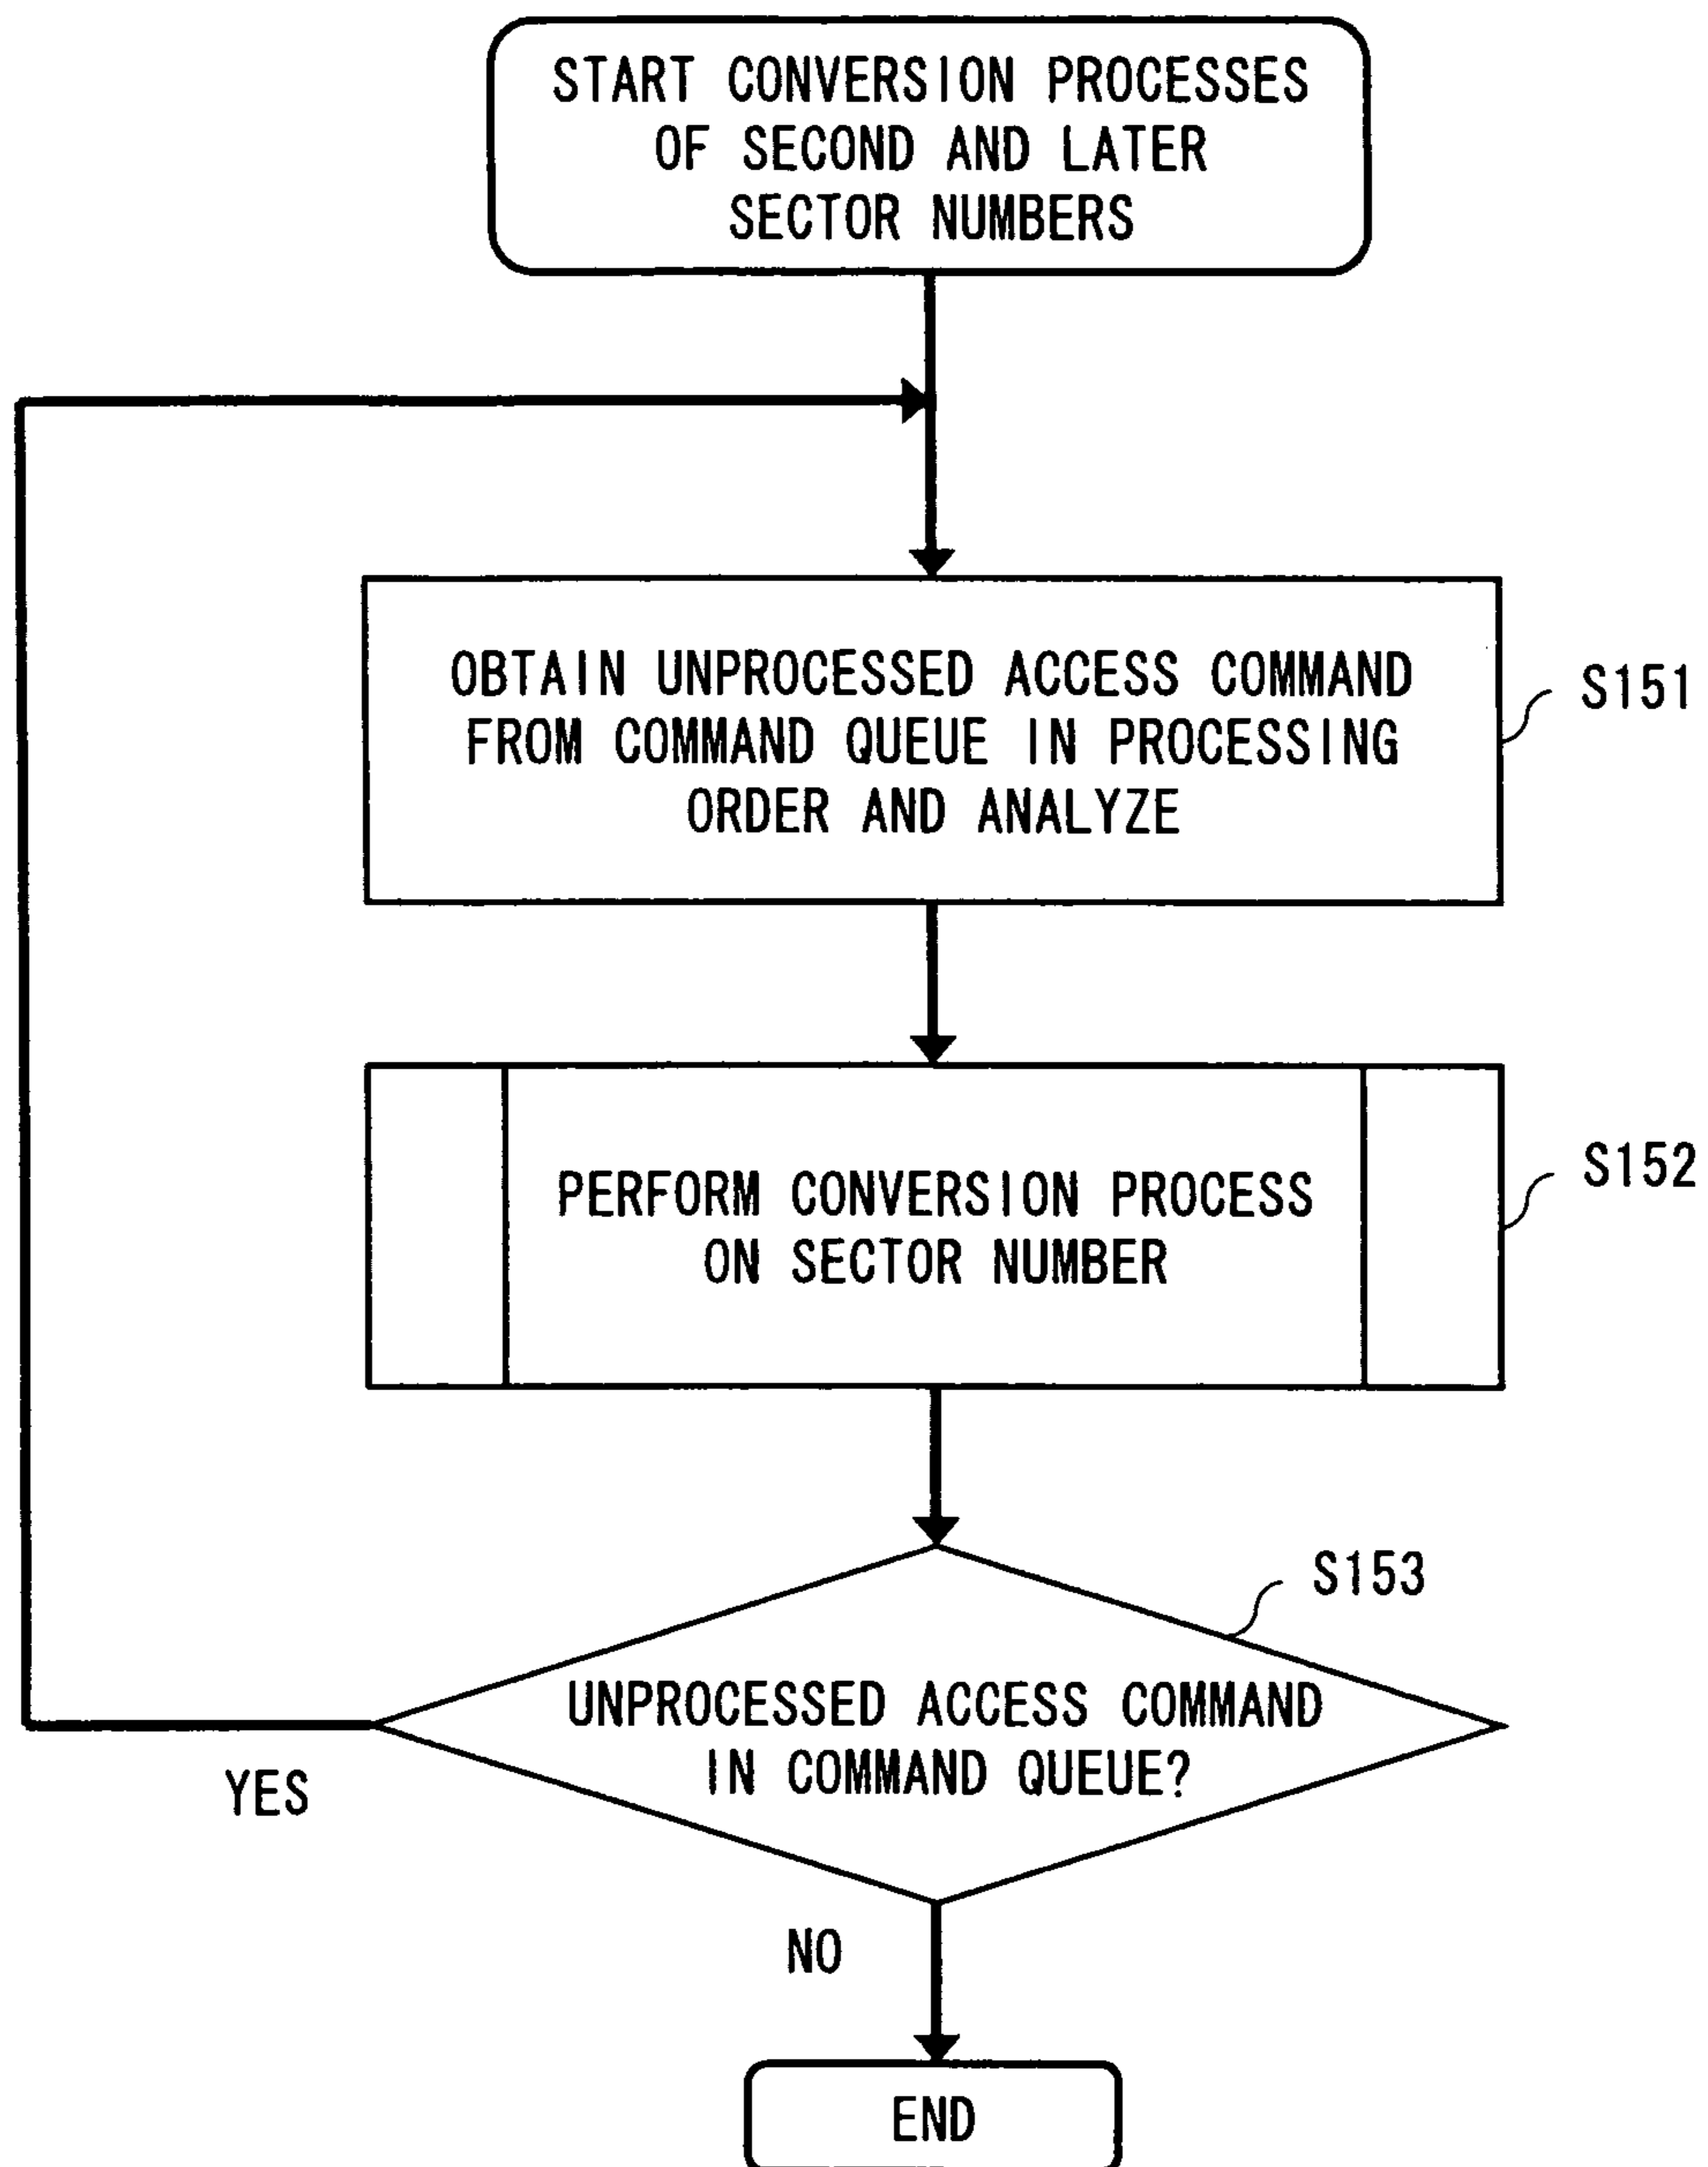 START CONVERSION PROCESSES
OF SECOND AND LATER
SECTOR NUMBERS
OBTAIN UNPROCESSED ACCESS COMMAND
FROM COMMAND QUEUE IN PROCESSING
ORDER AND ANALYZE
S151
PERFORM CONVERSION PROCESS
ON SECTOR NUMBER
S152
S153
UNPROCESSED ACCESS COMMAND
IN COMMAND QUEUE?
YES
NO
END